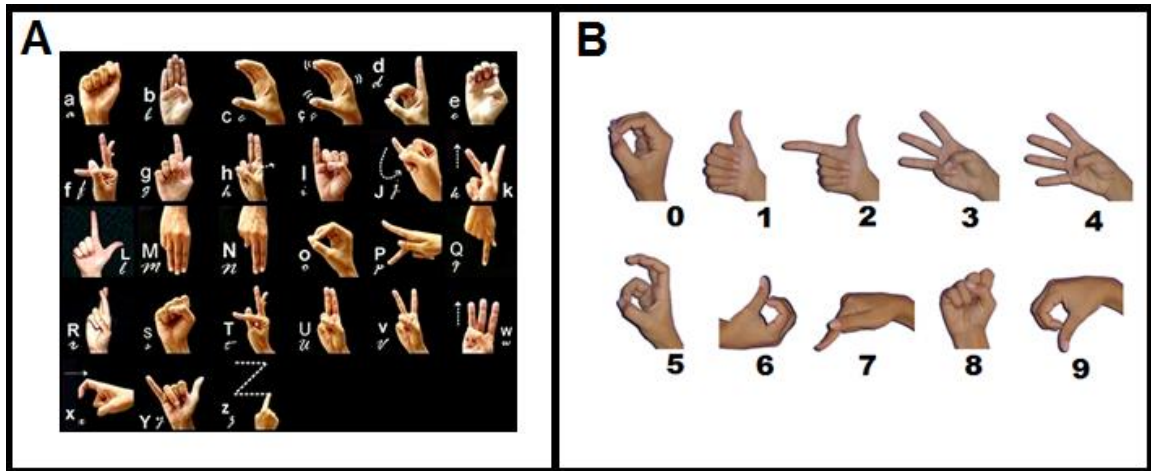 A
B
a b c ç d e
a b c ç d e
f g h I J k
f g h i j k
L M N O P Q
l m n o p q
R S T U V W
r s t u v w
X Y Z
x y z
0 1 2 3 4
5 6 7 8 9